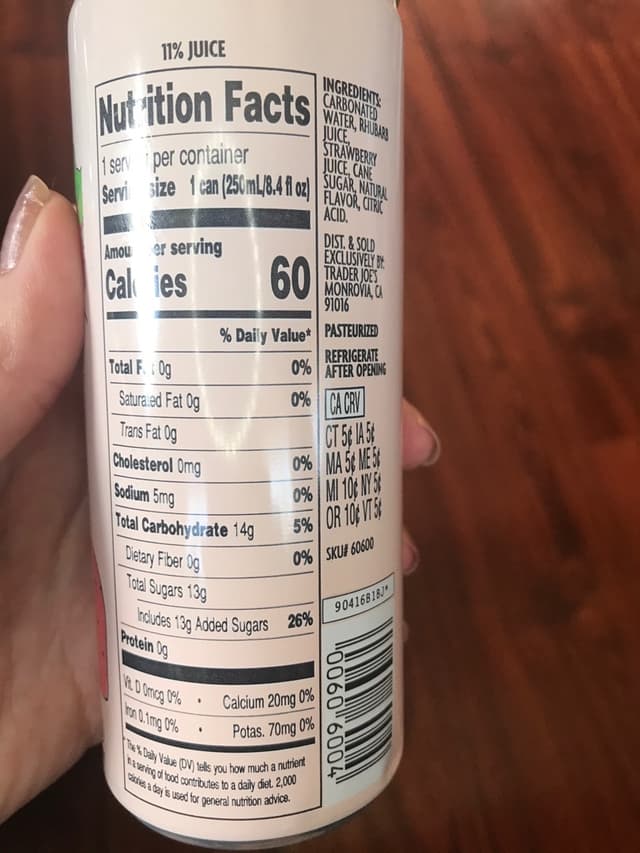 11% JUICE
Nutrition Facts
1 serv per container
Servi size 1 can (250mL/8.4 fl oz)
Amou er serving
Calories 60
% Daily Value*
Total F 0g 0%
Saturated Fat 0g 0%
Trans Fat 0g
Cholesterol 0mg 0%
Sodium 5mg 0%
Total Carbohydrate 14g 5%
Dietary Fiber 0g 0%
Total Sugars 13g
Includes 13g Added Sugars 26%
Protein 0g
Vit. D 0mcg 0% • Calcium 20mg 0%
Iron 0.1mg 0% • Potas. 70mg 0%
* The % Daily Value (DV) tells you how much a nutrient
in a serving of food contributes to a daily diet. 2,000
calories a day is used for general nutrition advice.
INGREDIENTS:
CARBONATED
WATER, RHUBARB
JUICE,
STRAWBERRY
JUICE, CANE
SUGAR, NATURAL
FLAVOR, CITRIC
ACID.
DIST. & SOLD
EXCLUSIVELY BY:
TRADER JOE'S
MONROVIA, CA
91016
PASTEURIZED
REFRIGERATE
AFTER OPENING
CA CRV
CT 5¢ IA 5¢
MA 5¢ ME 5¢
MI 10¢ NY 5¢
OR 10¢ VT 5¢
SKU# 60600
90416B1BJ*
0060 6004